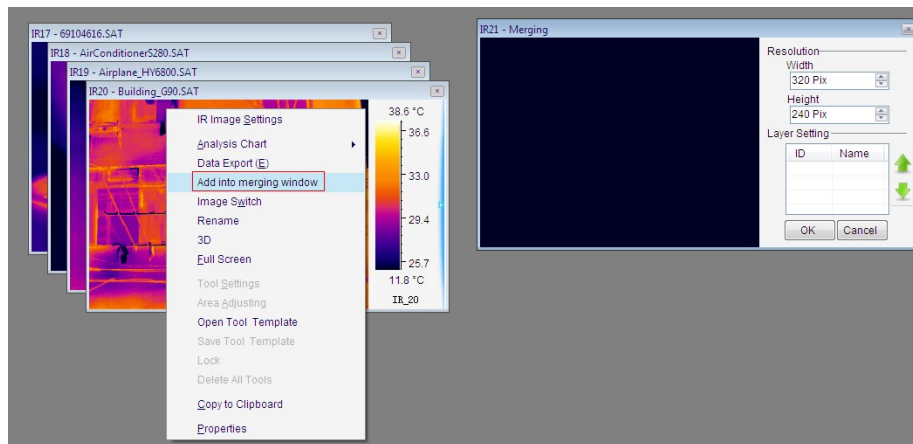 IR17 - 69104616.SAT
IR18 - AirConditionerS280.SAT
IR19 - Airplane_HY6800.SAT
IR20 - Building_G90.SAT
IR Image Settings
Analysis Chart
Data Export (E)
Add into merging window
Image Switch
Rename
3D
Full Screen
Tool Settings
Area Adjusting
Open Tool Template
Save Tool Template
Lock
Delete All Tools
Copy to Clipboard
Properties
38.6 °C
36.6
33.0
29.4
25.7
11.8 °C
IR_20
IR21 - Merging
Resolution
Width
320 Pix
Height
240 Pix
Layer Setting
ID Name
OK Cancel